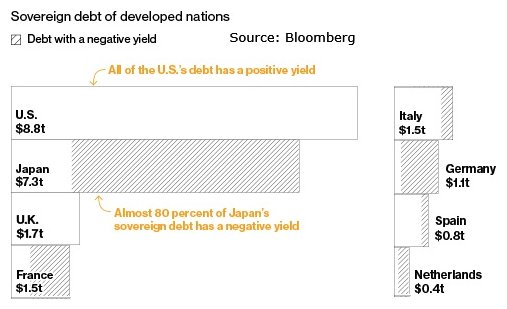 Sovereign debt of developed nations
Debt with a negative yield
Source: Bloomberg
All of the U.S.'s debt has a positive yield
U.S.
$8.8t
Japan
$7.3t
Almost 80 percent of Japan's
sovereign debt has a negative yield
U.K.
$1.7t
France
$1.5t
Italy
$1.5t
Germany
$1.1t
Spain
$0.8t
Netherlands
$0.4t